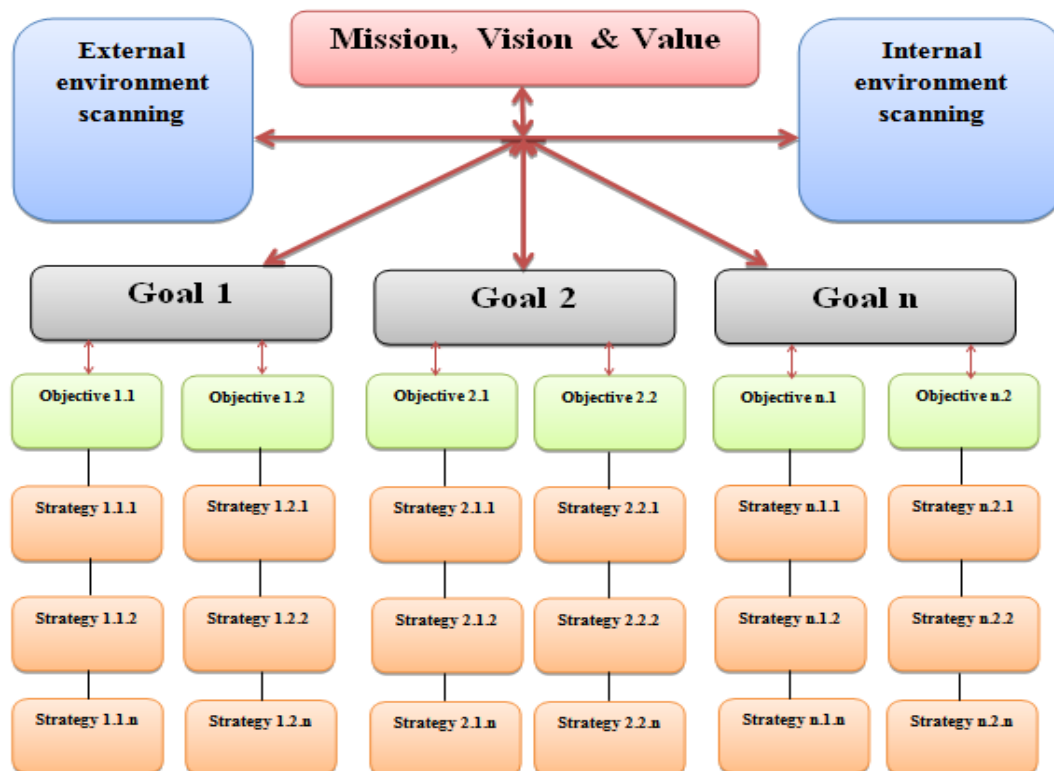 External
environment
scanning
Mission, Vision & Value
Internal
environment
scanning
Goal 1
Goal 2
Goal n
Objective 1.1
Objective 1.2
Objective 2.1
Objective 2.2
Objective n.1
Objective n.2
Strategy 1.1.1
Strategy 1.2.1
Strategy 2.1.1
Strategy 2.2.1
Strategy n.1.1
Strategy n.2.1
Strategy 1.1.2
Strategy 1.2.2
Strategy 2.1.2
Strategy 2.2.2
Strategy n.1.2
Strategy n.2.2
Strategy 1.1.n
Strategy 1.2.n
Strategy 2.1.n
Strategy 2.2.n
Strategy n.1.n
Strategy n.2.n